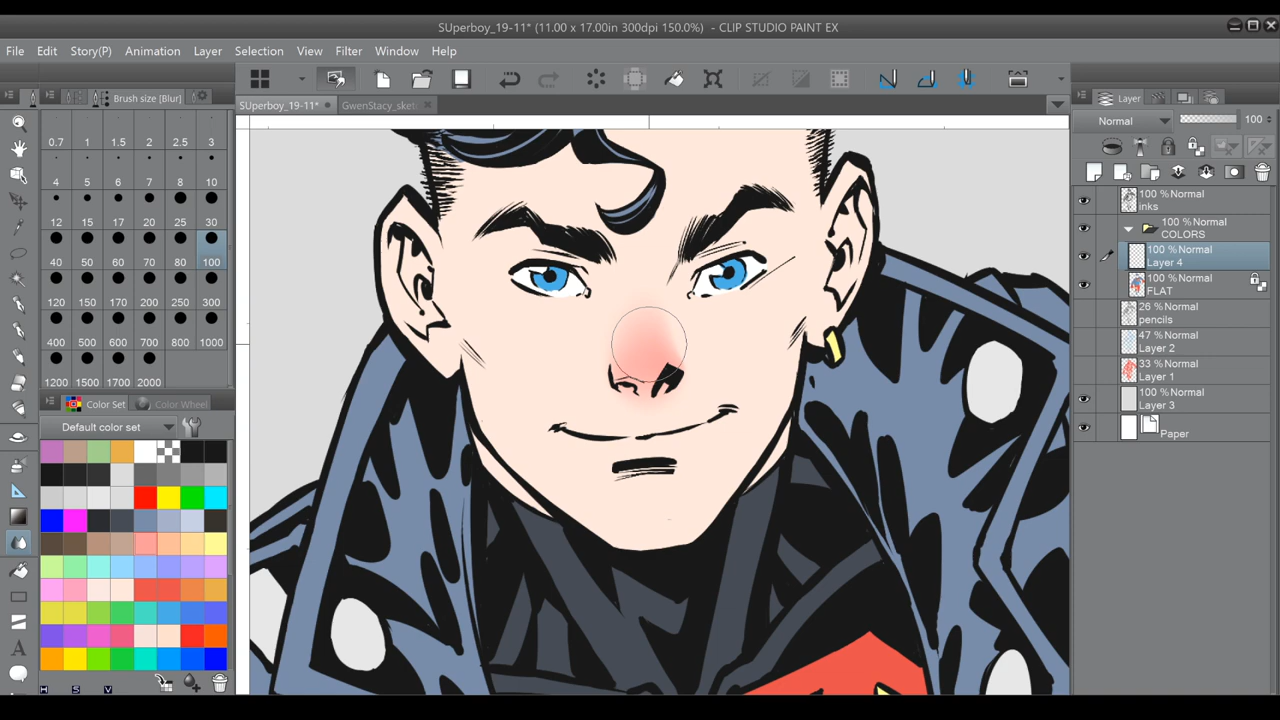 SUperboy_19-11* (11.00 x 17.00in 300dpi 150.0%) - CLIP STUDIO PAINT EX
File Edit Story(P) Animation Layer Selection View Filter Window Help
Brush size [Blur]
SUperboy_19-11* GwenStacy_sket
Layer
0.7 1 1.5 2 2.5 3
4 5 6 7 8 10
12 15 17 20 25 30
40 50 60 70 80 100
120 150 170 200 250 300
400 500 600 700 800 1000
1200 1500 1700 2000
Color Set Color Wheel
Default color set
H S V
Normal 100
100 %Normal
inks
100 %Normal
COLORS
100 %Normal
Layer 4
100 %Normal
FLAT
26 %Normal
pencils
47 %Normal
Layer 2
33 %Normal
Layer 1
100 %Normal
Layer 3
Paper